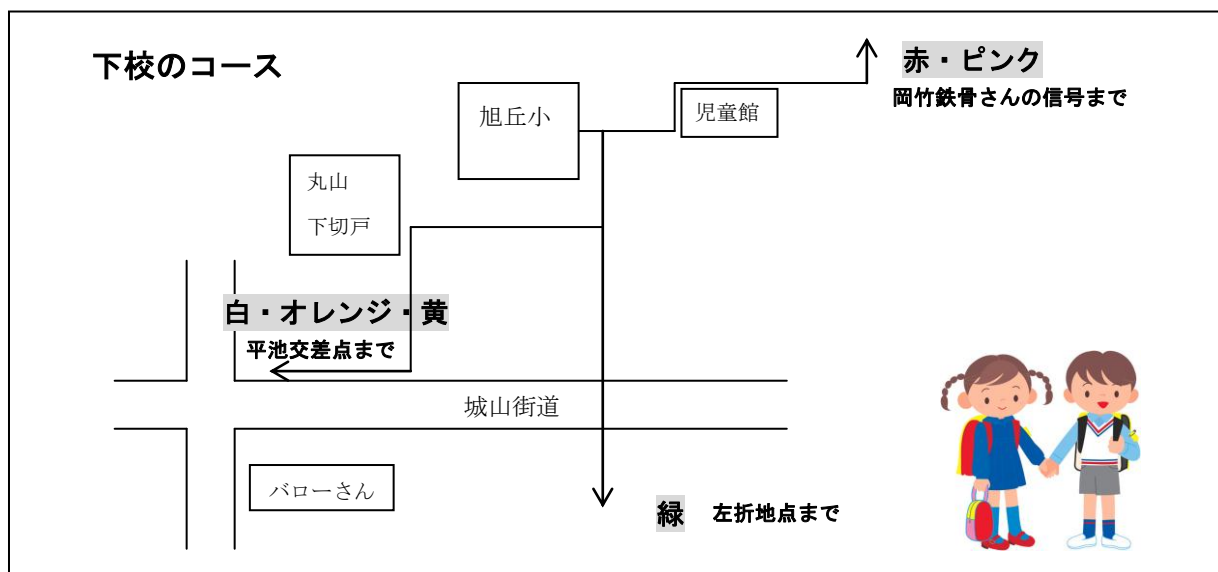 下校のコース
赤・ピンク
岡竹鉄骨さんの信号まで
旭丘小
児童館
丸山
下切戸
白・オレンジ・黄
平池交差点まで
城山街道
バローさん
緑 左折地点まで